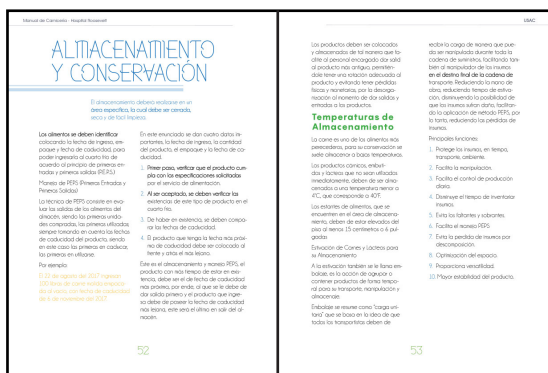 Manual de Carnicería - Hospital Roosevelt
ALMACENAMIENTO
Y CONSERVACIÓN
El almacenamiento deberá realizarse en un
área específica, la cual debe ser cerrada, seca
y de fácil limpieza.
Los alimentos se deben identificar
colocando la fecha de ingreso, em-
paque y fecha de caducidad, para
poder ingresarlo al cuarto frío de
acuerdo al principio de primeras en-
tradas y primeras salidas (P.E.P.S.)
Manejo de PEPS (Primeras Entradas y
Primeras Salidas)
La técnica de PEPS consiste en eva-
luar las salidas de los alimentos del
almacén, siendo las primeras unida-
des compradas, las primeras utilizadas,
siempre tomando en cuenta las fechas
de caducidad del producto, siendo
en este caso las primeras en caducar,
las primeras en utilizarse.
Por ejemplo:
En este enunciado se dan cuatro datos im-
portantes, la fecha de ingreso, la cantidad
del producto, el empaque y la fecha de ca-
ducidad.
1. Primer paso, verificar que el producto cum-
pla con las especificaciones solicitadas
por el servicio de alimentación.
2. Al ser aceptado, se deben verificar las
existencias de este tipo de producto en el
cuarto frío.
3. De haber en existencia, se deben compa-
rar las fechas de caducidad.
4. El producto que tenga la fecha más próxi-
ma de caducidad debe ser colocado al
frente y atrás el más lejano.
Este es el almacenamiento y manejo PEPS, el
producto con más tiempo de estar en exis-
tencia, debe ser el de fecha de caducidad
más próxima, por ende, al que se le debe de
dar salida primero y el producto que ingre-
sa debe de poseer la fecha de caducidad
más lejana, este será el último en salir del al-
macén.
52
USAC
Los productos deben ser colocados
y almacenados de tal manera que fa-
cilite al personal encargado dar salida
al producto más antiguo, permitién-
dole tener una rotación adecuada al
producto y evitando tener pérdidas
físicas y monetarias, por la desorga-
nización al momento de dar salidas y
entradas a los productos.
Temperaturas de
Almacenamiento
La carne es uno de los alimentos más
perecederos, para su conservación se
suele almacenar a bajas temperaturas.
Los productos cárnicos, embuti-
dos y lácteos que no sean utilizados
inmediatamente, deben de ser alma-
cenados a una temperatura menor a
4°C, que corresponde a 40°F.
Los estantes de alimentos, que se
encuentren en el área de almacena-
miento, deben de estar elevados del
piso al menos 15 centímetros o 6 pul-
gadas
Estivación de Carnes y Lácteos para
su Almacenamiento
A la estivación también se le llama em-
balaje, es la acción de agrupar o
contener productos de forma tempo-
ral para su transporte, manipulación y
almacenaje.
Embalaje se resume como "carga uni-
taria" que se basa en la idea de que
todos los transportistas deben de
recibir la carga de manera que pue-
da ser manipulada durante toda la
cadena de suministros, facilitando tam-
bién al manipulador de los insumos
en el destino final de la cadena de
transporte. Reduciendo la mano de
obra, reduciendo tiempo de estiva-
ción, disminuyendo la posibilidad de
que los insumos sufran daño, facilitan-
do la aplicación de método PEPS, por
lo tanto, reduciendo las pérdidas de
insumos.
Principales funciones:
1. Protege los insumos, en tiempo,
transporte, ambiente.
2. Facilita la manipulación.
3. Facilita el control de producción
diaria.
4. Disminuye el tiempo de inventariar
insumos.
5. Evita los faltantes y sobrantes.
6. Facilita el manejo PEPS.
7. Evita la perdida de insumos por
descomposición.
8. Optimización del espacio.
9. Proporciona versatilidad.
10. Mayor estabilidad del producto.
53